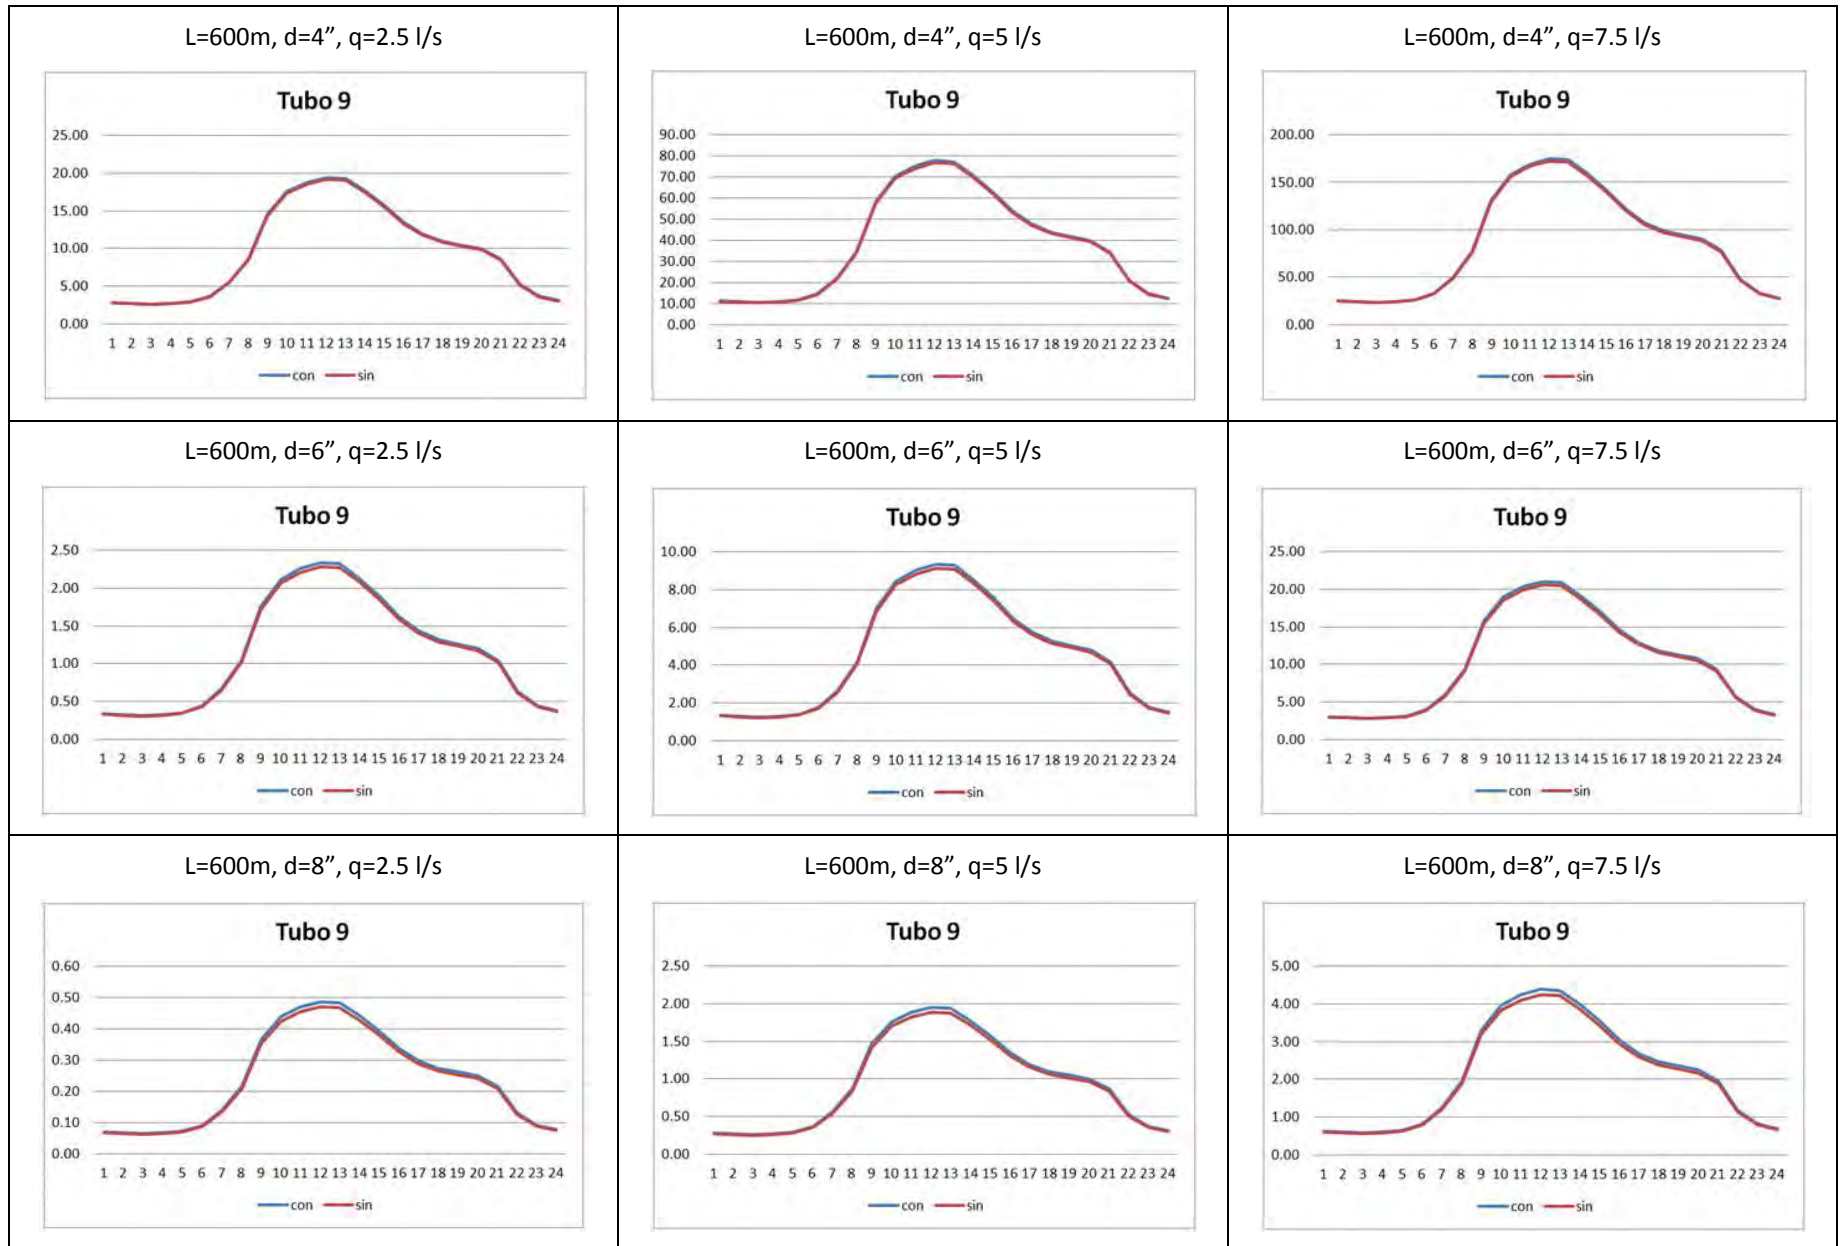 L=600m, d=4”, q=2.5 l/s
Tubo 9
25.00
20.00
15.00
10.00
5.00
0.00
1 2 3 4 5 6 7 8 9 10 11 12 13 14 15 16 17 18 19 20 21 22 23 24
con sin
L=600m, d=4”, q=5 l/s
Tubo 9
90.00
80.00
70.00
60.00
50.00
40.00
30.00
20.00
10.00
0.00
1 2 3 4 5 6 7 8 9 10 11 12 13 14 15 16 17 18 19 20 21 22 23 24
con sin
L=600m, d=4”, q=7.5 l/s
Tubo 9
200.00
150.00
100.00
50.00
0.00
1 2 3 4 5 6 7 8 9 10 11 12 13 14 15 16 17 18 19 20 21 22 23 24
con sin
L=600m, d=6”, q=2.5 l/s
Tubo 9
2.50
2.00
1.50
1.00
0.50
0.00
1 2 3 4 5 6 7 8 9 10 11 12 13 14 15 16 17 18 19 20 21 22 23 24
con sin
L=600m, d=6”, q=5 l/s
Tubo 9
10.00
8.00
6.00
4.00
2.00
0.00
1 2 3 4 5 6 7 8 9 10 11 12 13 14 15 16 17 18 19 20 21 22 23 24
con sin
L=600m, d=6”, q=7.5 l/s
Tubo 9
25.00
20.00
15.00
10.00
5.00
0.00
1 2 3 4 5 6 7 8 9 10 11 12 13 14 15 16 17 18 19 20 21 22 23 24
con sin
L=600m, d=8”, q=2.5 l/s
Tubo 9
0.60
0.50
0.40
0.30
0.20
0.10
0.00
1 2 3 4 5 6 7 8 9 10 11 12 13 14 15 16 17 18 19 20 21 22 23 24
con sin
L=600m, d=8”, q=5 l/s
Tubo 9
2.50
2.00
1.50
1.00
0.50
0.00
1 2 3 4 5 6 7 8 9 10 11 12 13 14 15 16 17 18 19 20 21 22 23 24
con sin
L=600m, d=8”, q=7.5 l/s
Tubo 9
5.00
4.00
3.00
2.00
1.00
0.00
1 2 3 4 5 6 7 8 9 10 11 12 13 14 15 16 17 18 19 20 21 22 23 24
con sin